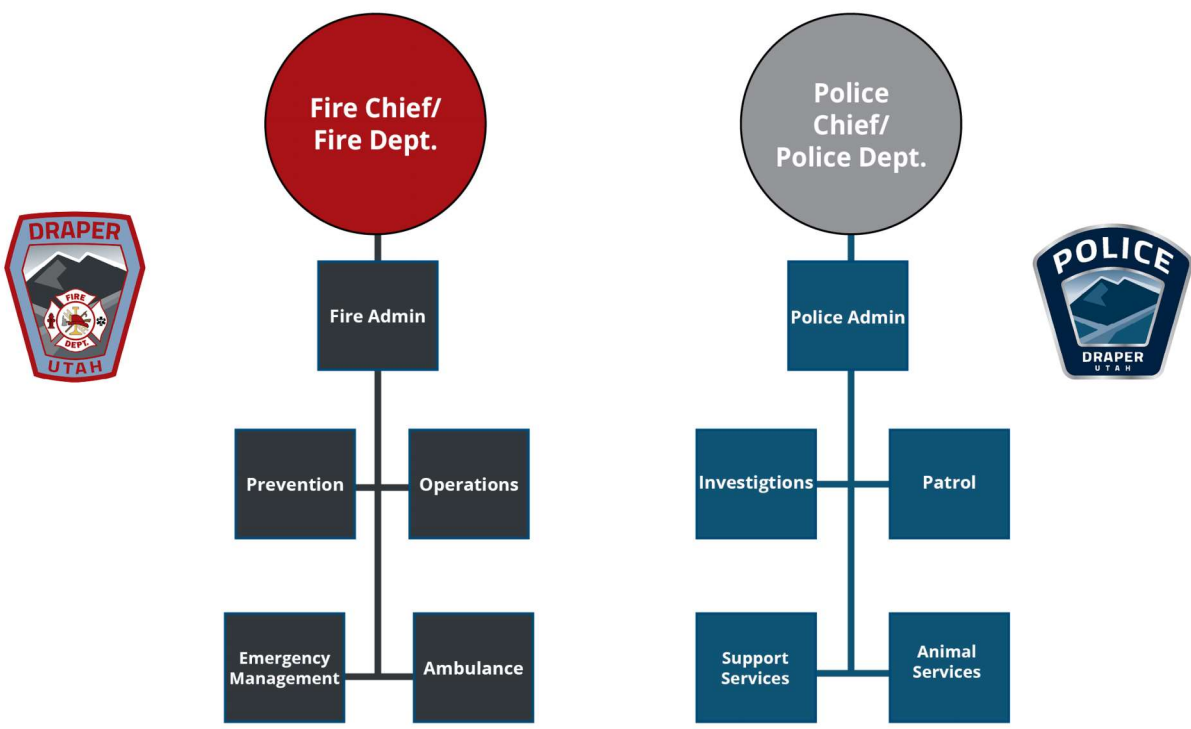 Fire Chief/
Fire Dept.
Police
Chief/
Police Dept.
DRAPER
FIRE
DEPT.
UTAH
Fire Admin
Police Admin
POLICE
DRAPER
UTAH
Prevention
Operations
Investigtions
Patrol
Emergency
Management
Ambulance
Support
Services
Animal
Services